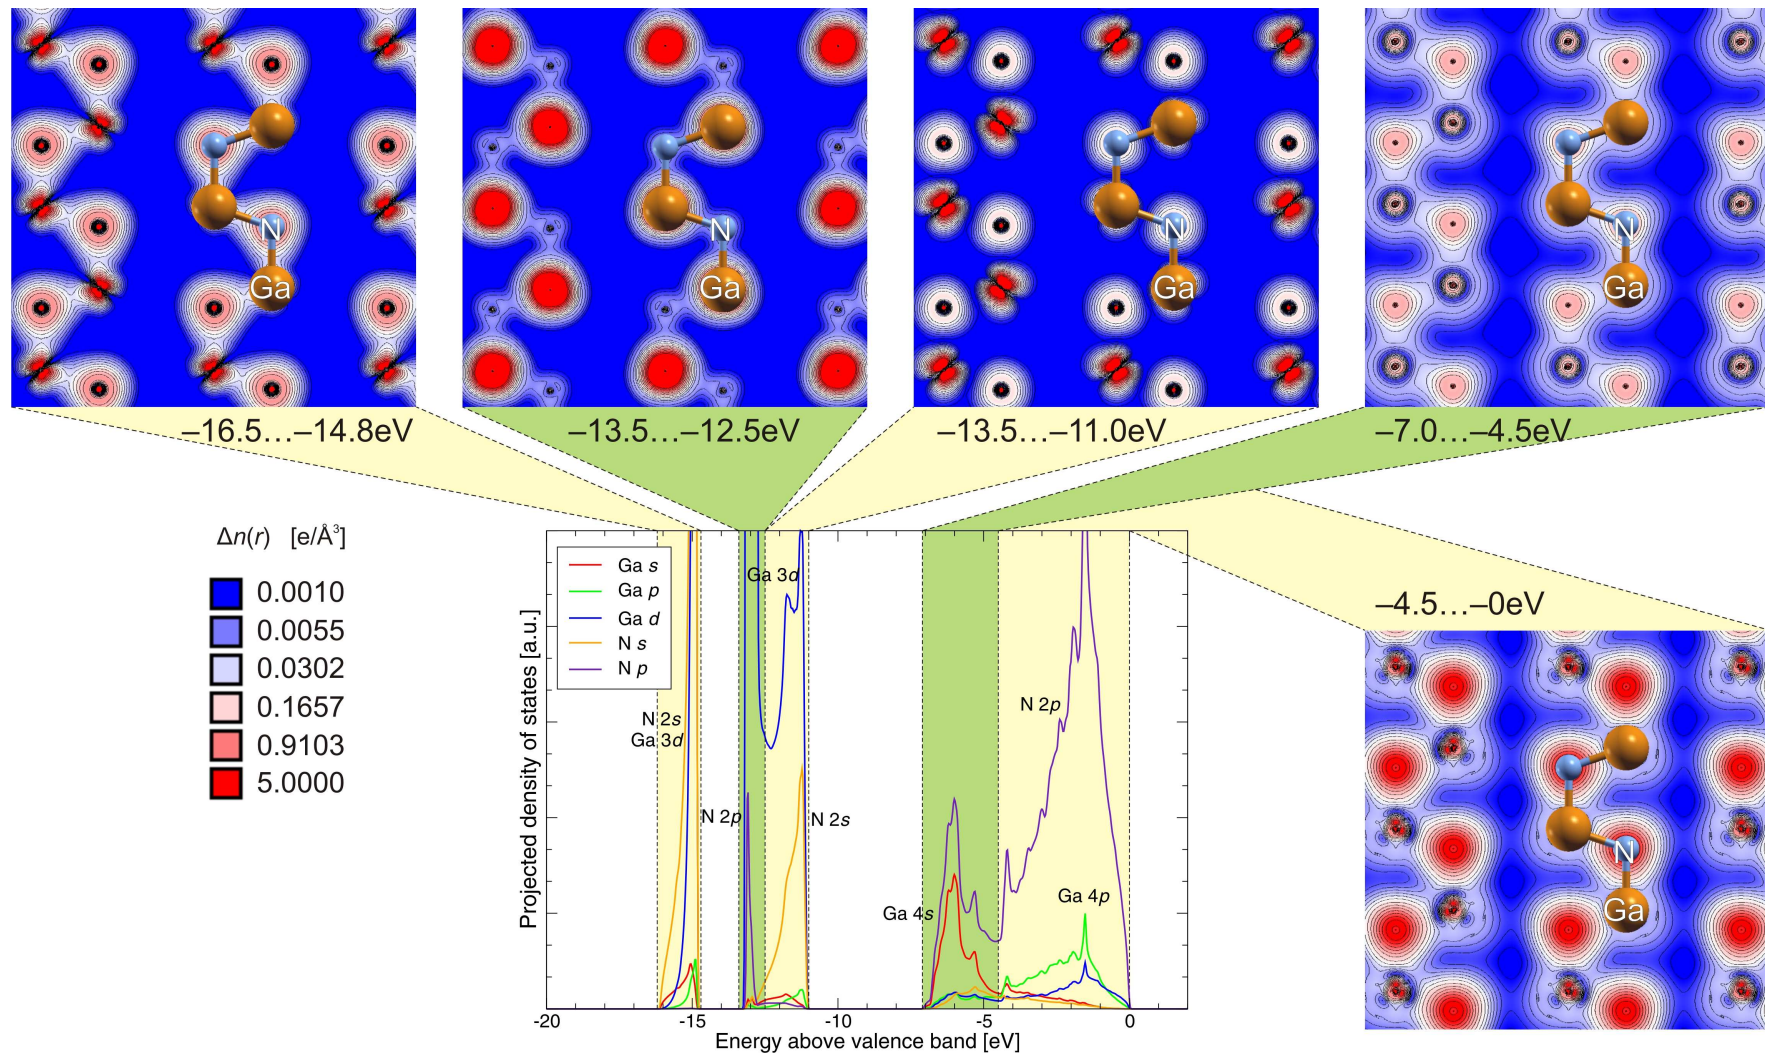 N
Ga
N
Ga
N
Ga
N
Ga
–16.5…–14.8eV
–13.5…–12.5eV
–13.5…–11.0eV
–7.0…–4.5eV
Δn(r) [e/Å³]
0.0010
0.0055
0.0302
0.1657
0.9103
5.0000
–4.5…–0eV
N
Ga
Projected density of states [a.u.]
Ga s
Ga p
Ga d
N s
N p
Ga 3d
N 2s
Ga 3d
N 2p
N 2s
N 2p
Ga 4s
Ga 4p
-20
-15
-10
-5
0
Energy above valence band [eV]